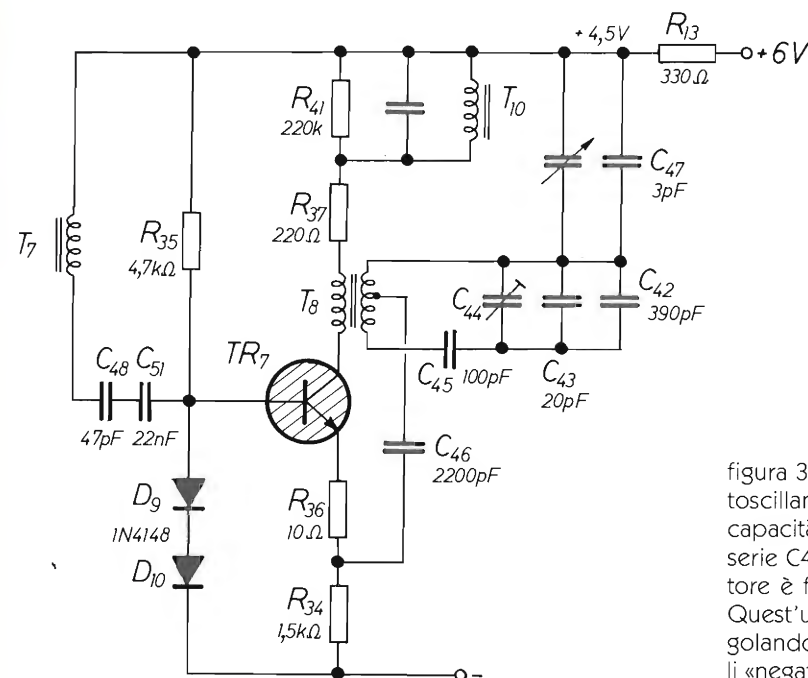 + 4,5V
R13
330Ω
+ 6V
R41
220k
T10
C47
3pF
R37
220Ω
T7
R35
4,7kΩ
T8
C44
C42
390pF
C48
C51
TR7
C45
100pF
C43
20pF
47pF
22nF
C46
2200pF
D9
1N4148
R36
10Ω
D10
R34
1,5kΩ
figura 3
toscillan
capacità
serie C4
tore è f
Quest'u
golando
li «negat